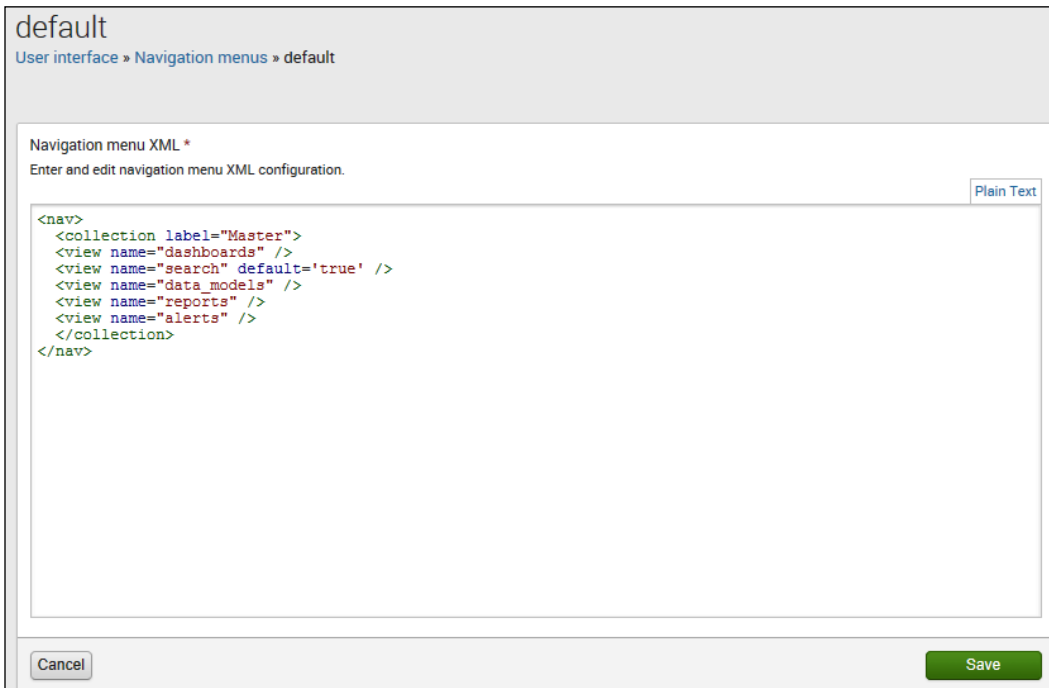 default
User interface » Navigation menus » default
Navigation menu XML *
Enter and edit navigation menu XML configuration.
Plain Text
<nav>
  <collection label="Master">
  <view name="dashboards" />
  <view name="search" default='true' />
  <view name="data_models" />
  <view name="reports" />
  <view name="alerts" />
  </collection>
</nav>
Cancel
Save